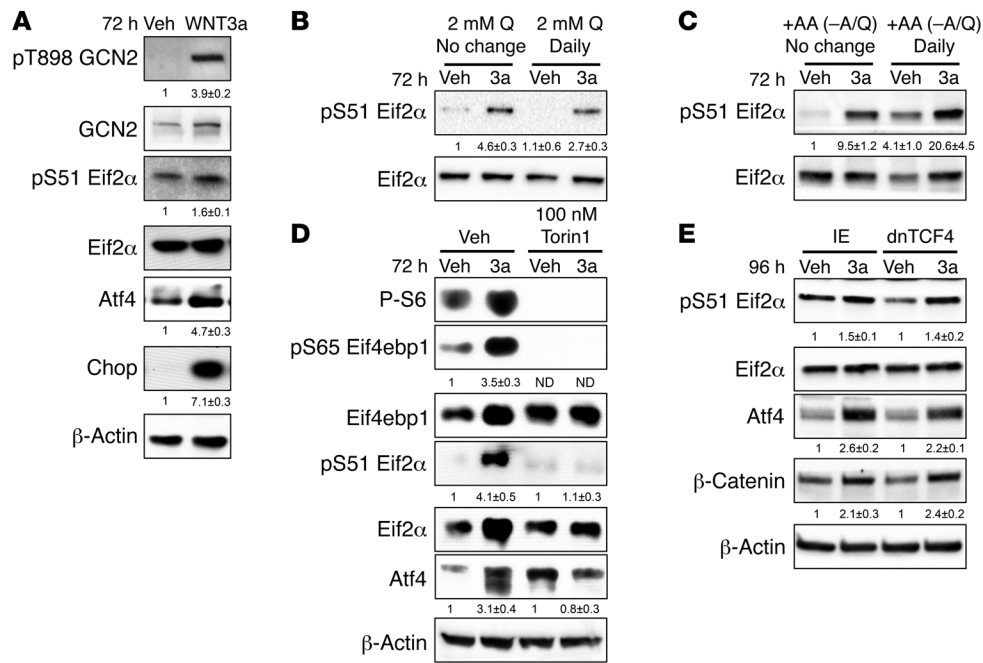 A
72 h Veh WNT3a
pT898 GCN2
1 3.9±0.2
GCN2
pS51 Eif2α
1 1.6±0.1
Eif2α
Atf4
1 4.7±0.3
Chop
1 7.1±0.3
β-Actin
B
2 mM Q 2 mM Q
No change Daily
72 h Veh 3a Veh 3a
pS51 Eif2α
1 4.6±0.3 1.1±0.6 2.7±0.3
Eif2α
C
+AA (−A/Q) +AA (−A/Q)
No change Daily
72 h Veh 3a Veh 3a
pS51 Eif2α
1 9.5±1.2 4.1±1.0 20.6±4.5
Eif2α
D
100 nM
Veh Torin1
72 h Veh 3a Veh 3a
P-S6
pS65 Eif4ebp1
1 3.5±0.3 ND ND
Eif4ebp1
pS51 Eif2α
1 4.1±0.5 1 1.1±0.3
Eif2α
Atf4
1 3.1±0.4 1 0.8±0.3
β-Actin
E
IE dnTCF4
96 h Veh 3a Veh 3a
pS51 Eif2α
1 1.5±0.1 1 1.4±0.2
Eif2α
Atf4
1 2.6±0.2 1 2.2±0.1
β-Catenin
1 2.1±0.3 1 2.4±0.2
β-Actin